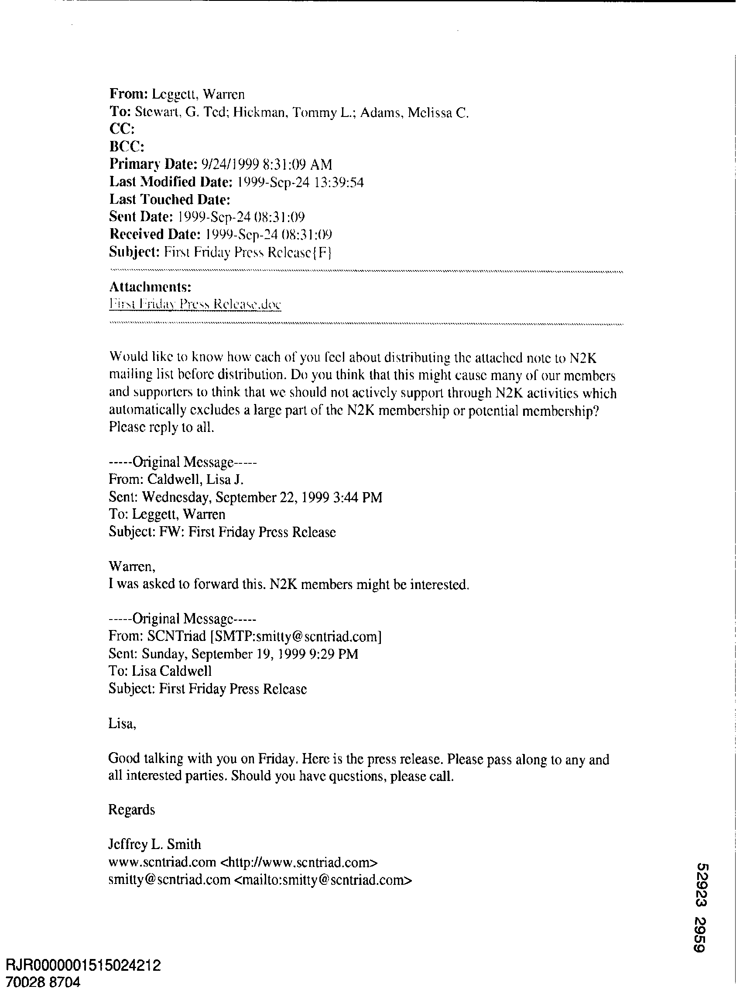 From: Leggett, Warren
To: Stewart, G. Ted; Hickman, Tommy L.; Adams, Melissa C.
CC:
BCC:
Primary Date: 9/24/1999 8:31:09 AM
Last Modified Date: 1999-Sep-24 13:39:54
Last Touched Date:
Sent Date: 1999-Sep-24 08:31:09
Received Date: 1999-Sep-24 08:31:09
Subject: First Friday Press Release{F}
Attachments:
First Friday Press Release.doc
Would like to know how each of you feel about distributing the attached note to N2K
mailing list before distribution. Do you think that this might cause many of our members
and supporters to think that we should not actively support through N2K activities which
automatically excludes a large part of the N2K membership or potential membership?
Please reply to all.
-----Original Message-----
From: Caldwell, Lisa J.
Sent: Wednesday, September 22, 1999 3:44 PM
To: Leggett, Warren
Subject: FW: First Friday Press Release
Warren,
I was asked to forward this. N2K members might be interested.
-----Original Message-----
From: SCNTriad [SMTP:smitty@scntriad.com]
Sent: Sunday, September 19, 1999 9:29 PM
To: Lisa Caldwell
Subject: First Friday Press Release
Lisa,
Good talking with you on Friday. Here is the press release. Please pass along to any and
all interested parties. Should you have questions, please call.
Regards
Jeffrey L. Smith
www.scntriad.com <http://www.scntriad.com>
smitty@scntriad.com <mailto:smitty@scntriad.com>
52923 2959
RJR0000001515024212
70028 8704